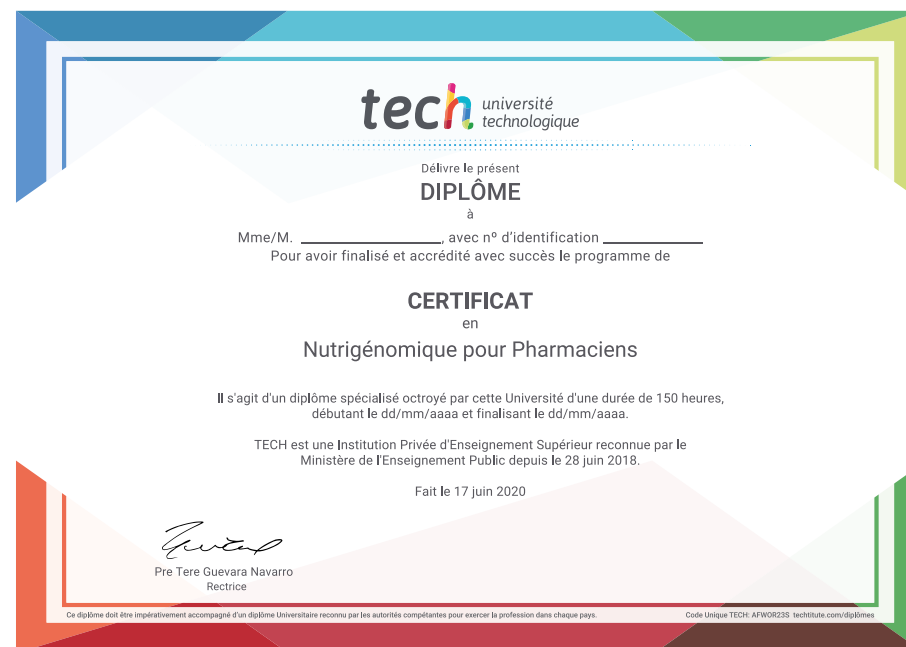 tech université
technologique
Délivre le présent
DIPLÔME
à
Mme/M. ____________________, avec nº d'identification ______________
Pour avoir finalisé et accrédité avec succès le programme de
CERTIFICAT
en
Nutrigénomique pour Pharmaciens
Il s'agit d'un diplôme spécialisé octroyé par cette Université d'une durée de 150 heures,
débutant le dd/mm/aaaa et finalisant le dd/mm/aaaa.
TECH est une Institution Privée d'Enseignement Supérieur reconnue par le
Ministère de l'Enseignement Public depuis le 28 juin 2018.
Fait le 17 juin 2020
Pre Tere Guevara Navarro
Rectrice
Ce diplôme doit être impérativement accompagné d'un diplôme Universitaire reconnu par les autorités compétentes pour exercer la profession dans chaque pays.
Code Unique TECH: AFWOR23S techtitute.com/diplômes